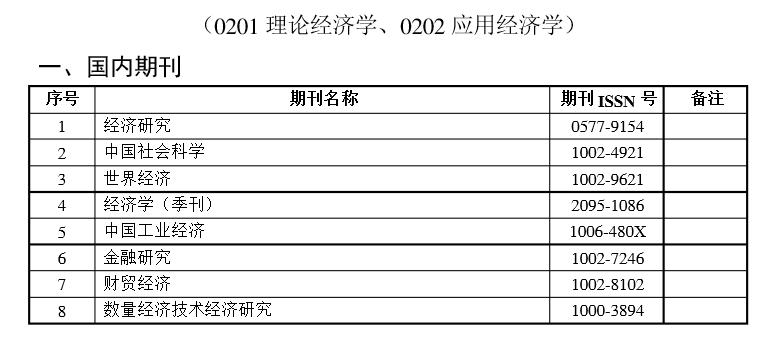 （0201 理论经济学、0202 应用经济学）
一、国内期刊
序号 期刊名称 期刊 ISSN 号 备注
1 经济研究 0577-9154
2 中国社会科学 1002-4921
3 世界经济 1002-9621
4 经济学（季刊） 2095-1086
5 中国工业经济 1006-480X
6 金融研究 1002-7246
7 财贸经济 1002-8102
8 数量经济技术经济研究 1000-3894